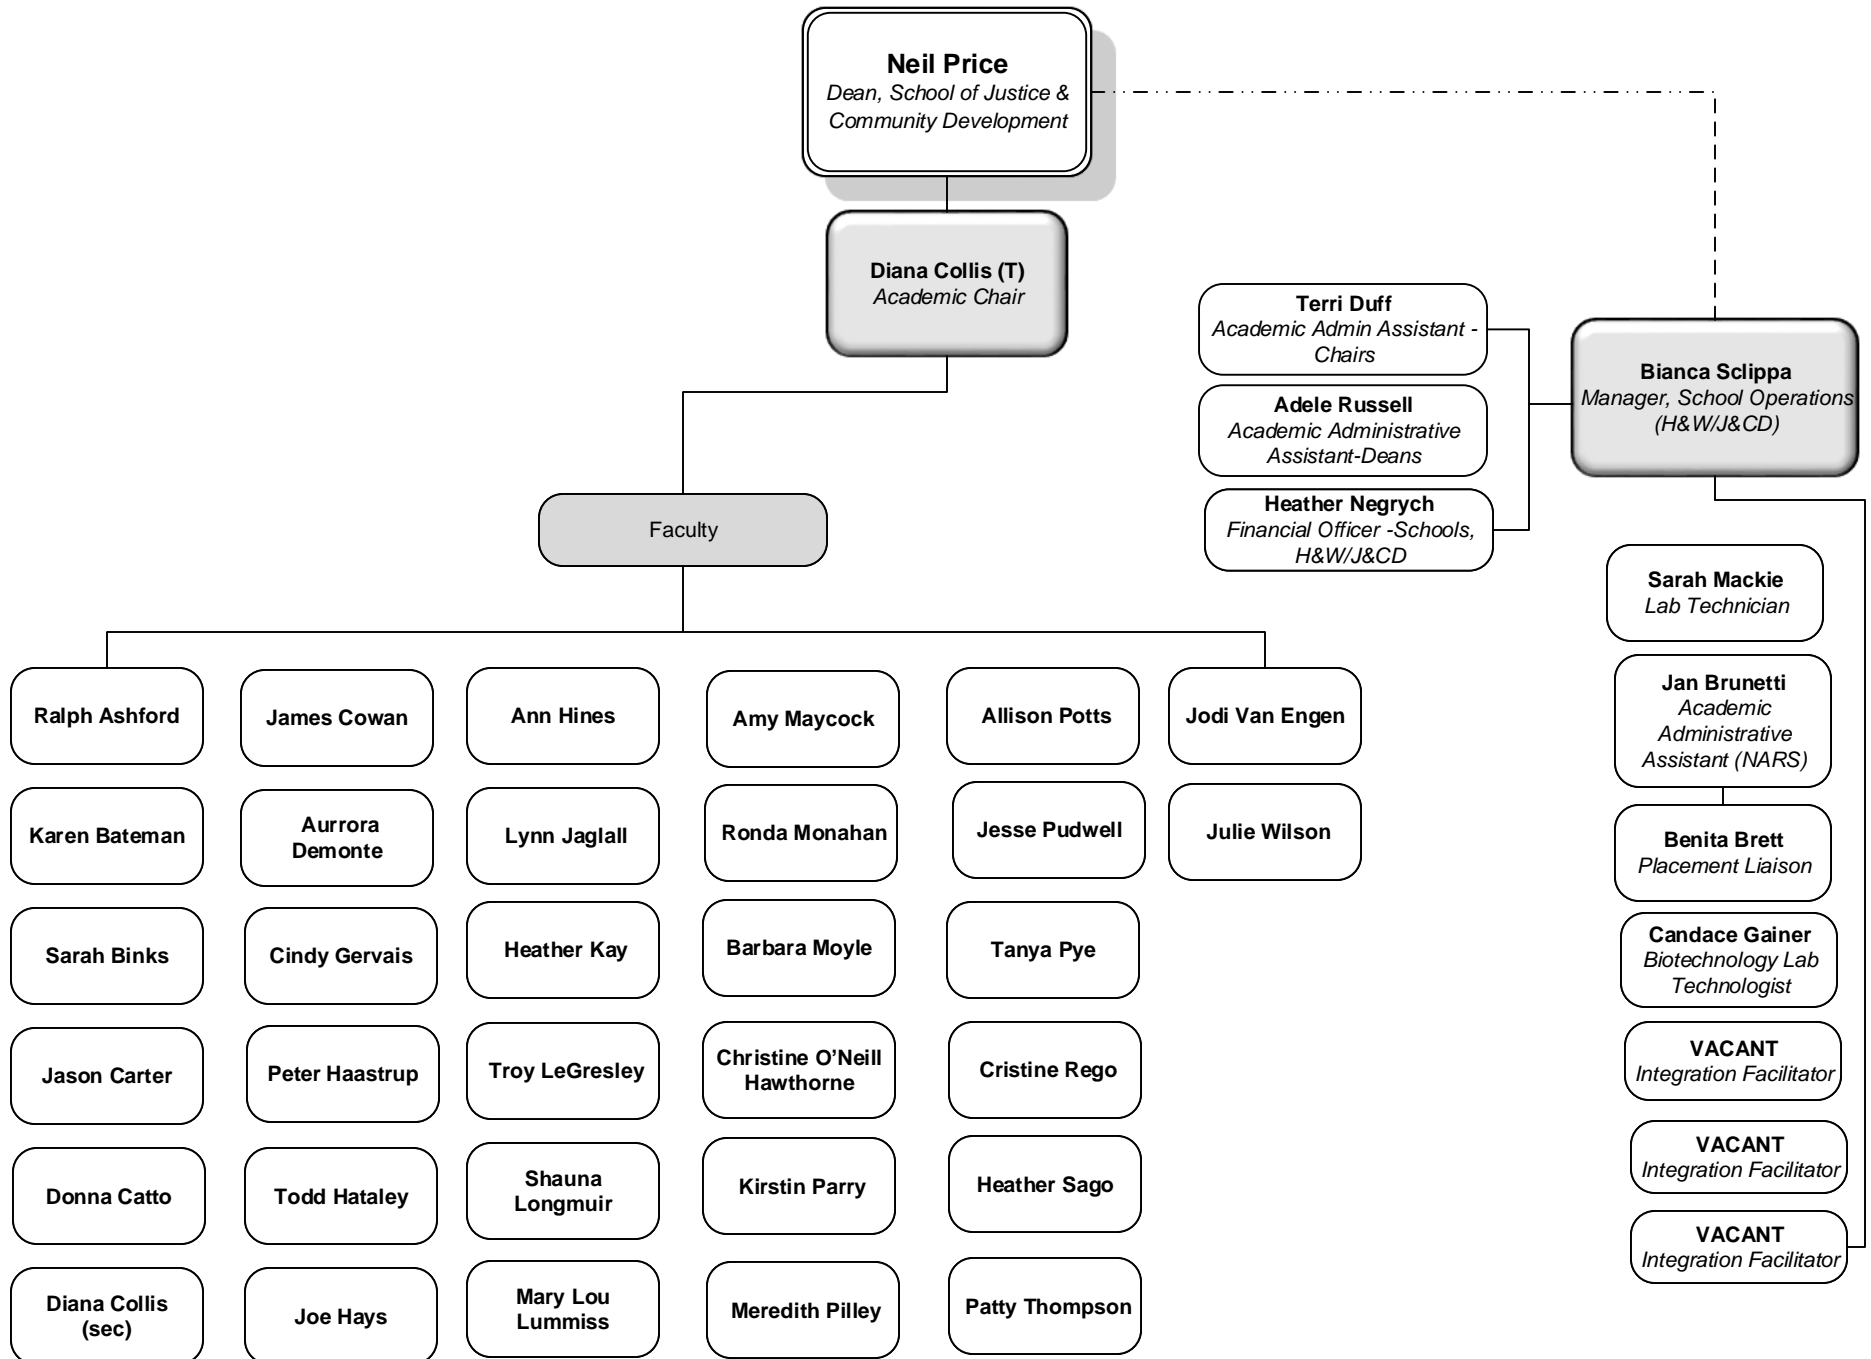 Neil Price
Dean, School of Justice &
Community Development
Diana Collis (T)
Academic Chair
Terri Duff
Academic Admin Assistant -
Chairs
Adele Russell
Academic Administrative
Assistant-Deans
Heather Negrych
Financial Officer -Schools,
H&W/J&CD
Bianca Sclippa
Manager, School Operations
(H&W/J&CD)
Sarah Mackie
Lab Technician
Jan Brunetti
Academic
Administrative
Assistant (NARS)
Benita Brett
Placement Liaison
Candace Gainer
Biotechnology Lab
Technologist
VACANT
Integration Facilitator
VACANT
Integration Facilitator
VACANT
Integration Facilitator
Faculty
Ralph Ashford
Karen Bateman
Sarah Binks
Jason Carter
Donna Catto
Diana Collis
(sec)
James Cowan
Aurrora
Demonte
Cindy Gervais
Peter Haastrup
Todd Hataley
Joe Hays
Ann Hines
Lynn Jaglall
Heather Kay
Troy LeGresley
Shauna
Longmuir
Mary Lou
Lummiss
Amy Maycock
Ronda Monahan
Barbara Moyle
Christine O’Neill
Hawthorne
Kirstin Parry
Meredith Pilley
Allison Potts
Jesse Pudwell
Tanya Pye
Cristine Rego
Heather Sago
Patty Thompson
Jodi Van Engen
Julie Wilson